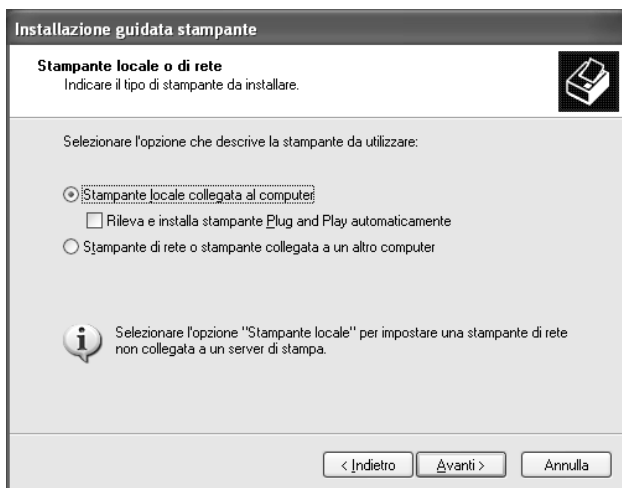 Installazione guidata stampante
Stampante locale o di rete
Indicare il tipo di stampante da installare.
Selezionare l'opzione che descrive la stampante da utilizzare:
Stampante locale collegata al computer
Rileva e installa stampante Plug and Play automaticamente
Stampante di rete o stampante collegata a un altro computer
Selezionare l'opzione "Stampante locale" per impostare una stampante di rete
non collegata a un server di stampa.
< Indietro Avanti > Annulla